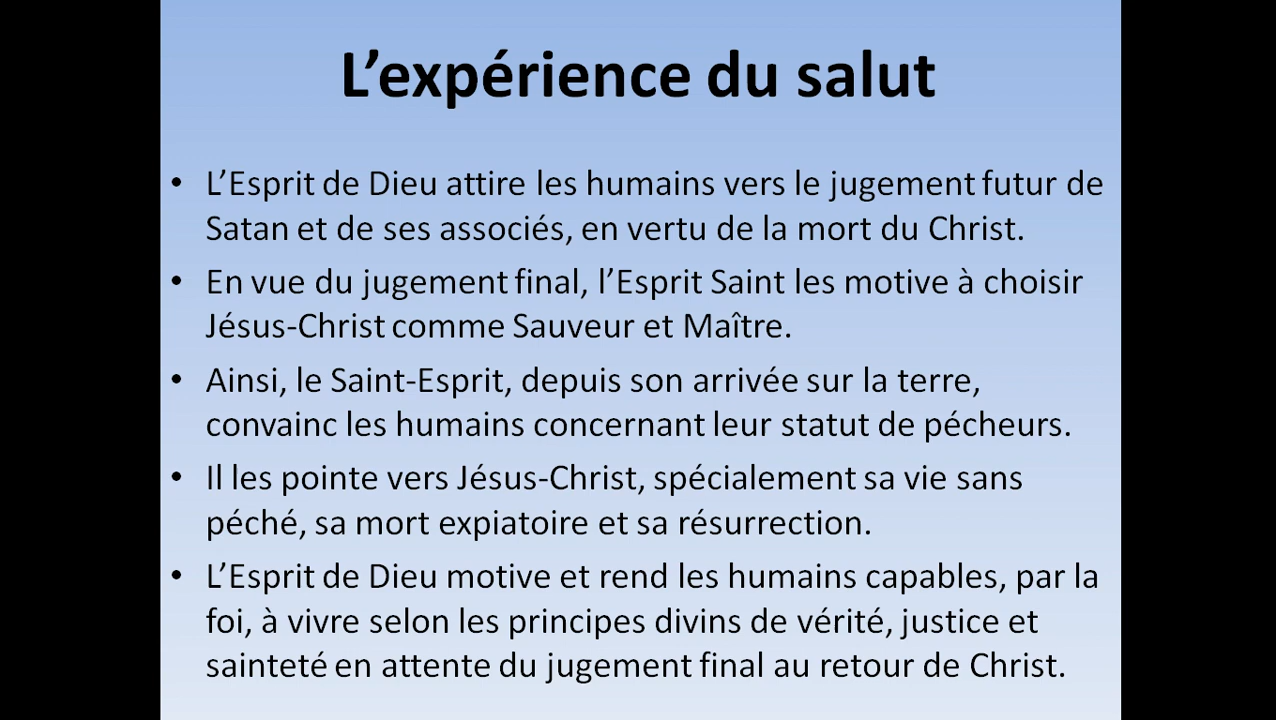 L’expérience du salut
• L’Esprit de Dieu attire les humains vers le jugement futur de
Satan et de ses associés, en vertu de la mort du Christ.
• En vue du jugement final, l’Esprit Saint les motive à choisir
Jésus-Christ comme Sauveur et Maître.
• Ainsi, le Saint-Esprit, depuis son arrivée sur la terre,
convainc les humains concernant leur statut de pécheurs.
• Il les pointe vers Jésus-Christ, spécialement sa vie sans
péché, sa mort expiatoire et sa résurrection.
• L’Esprit de Dieu motive et rend les humains capables, par la
foi, à vivre selon les principes divins de vérité, justice et
sainteté en attente du jugement final au retour de Christ.